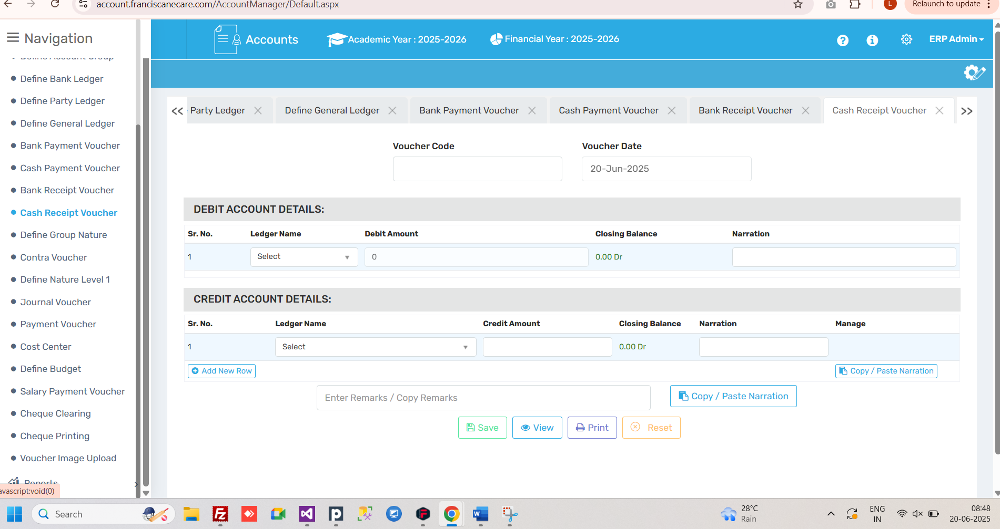 account.franciscanecare.com/AccountManager/Default.aspx
L
Relaunch to update
Navigation
Define Account Group
Define Bank Ledger
Define Party Ledger
Define General Ledger
Bank Payment Voucher
Cash Payment Voucher
Bank Receipt Voucher
Cash Receipt Voucher
Define Group Nature
Contra Voucher
Define Nature Level 1
Journal Voucher
Payment Voucher
Cost Center
Define Budget
Salary Payment Voucher
Cheque Clearing
Cheque Printing
Voucher Image Upload
Reports
avascript:void(0)
Accounts
Academic Year : 2025-2026
Financial Year : 2025-2026
ERP Admin
<< Party Ledger
Define General Ledger
Bank Payment Voucher
Cash Payment Voucher
Bank Receipt Voucher
Cash Receipt Voucher >>
Voucher Code Voucher Date
20-Jun-2025
DEBIT ACCOUNT DETAILS:
Sr. No. Ledger Name Debit Amount Closing Balance Narration
1 Select 0 0.00 Dr
CREDIT ACCOUNT DETAILS:
Sr. No. Ledger Name Credit Amount Closing Balance Narration Manage
1 Select 0.00 Dr
Add New Row Copy / Paste Narration
Enter Remarks / Copy Remarks Copy / Paste Narration
Save View Print Reset
Search
28°C
Rain
ENG
IN
08:48
20-06-2025